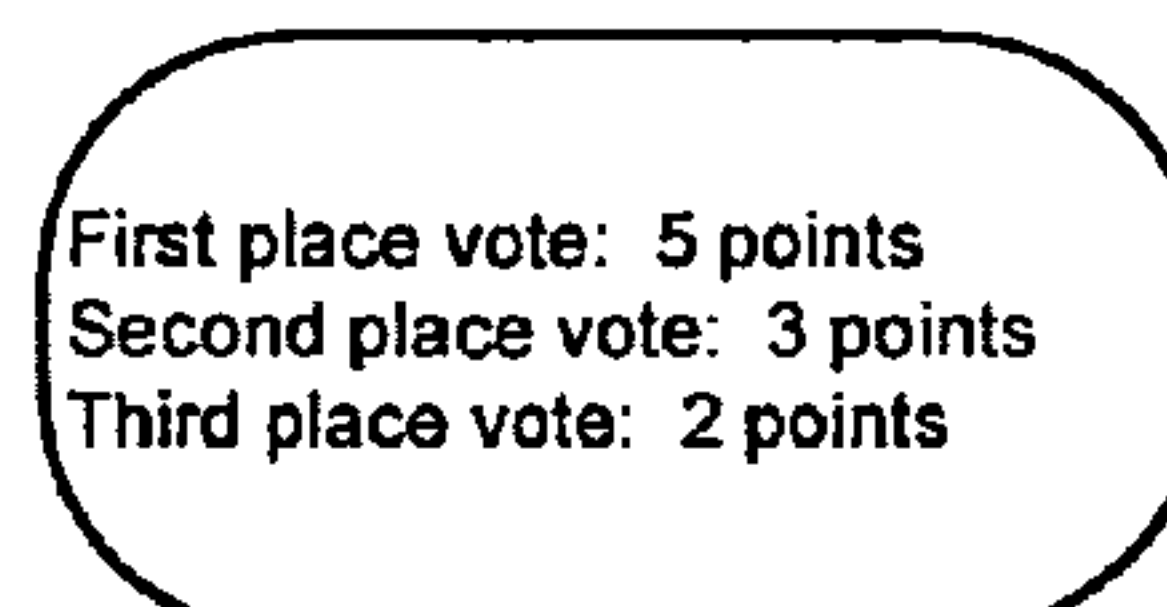 First place vote: 5 points
Second place vote: 3 points
Third place vote: 2 points